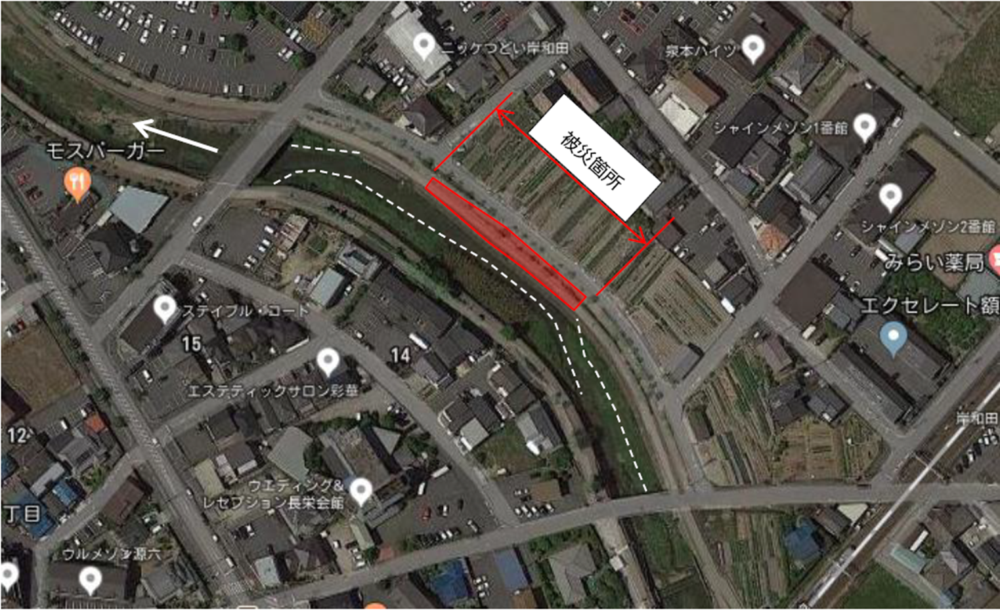 ニッケつどい岸和田
泉本ハイツ
シャインメゾン1番館
モスバーガー
被災箇所
シャインメゾン2番館
みらい薬局
エクセレート額
ステイブル・コート
15
14
エステティックサロン彩華
岸和田
12
ウエディング&
レセプション長栄会館
丁目
ウルメゾン源六